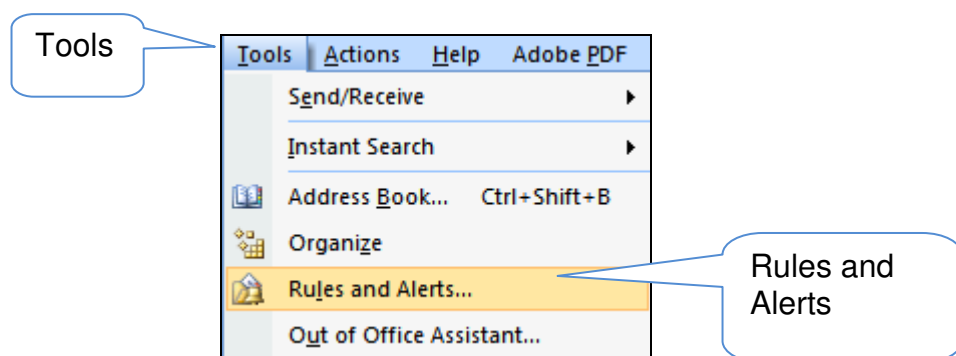 Tools
Tools Actions Help Adobe PDF
Send/Receive
Instant Search
Address Book... Ctrl+Shift+B
Organize
Rules and Alerts...
Rules and
Alerts
Out of Office Assistant...